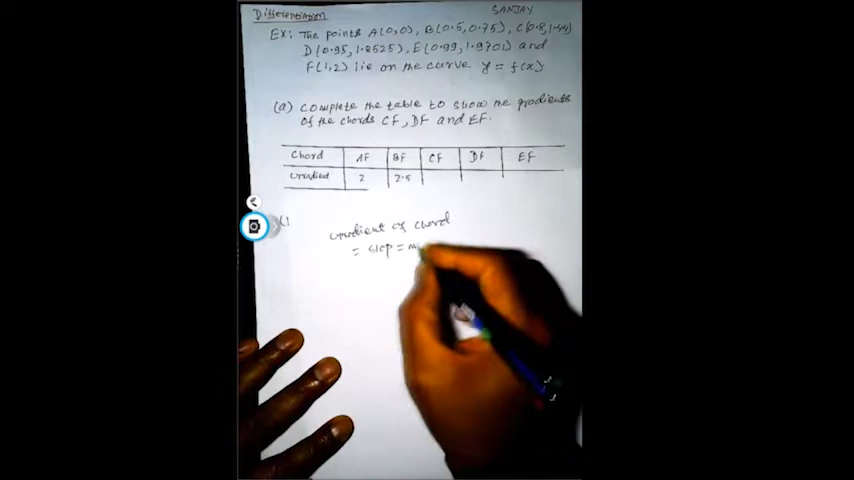 Differentiation SANJAY
EX: The points A(0,0), B(0.5,0.75), C(0.8,1.44)
D(0.95,1.8525), E(0.99,1.9701) and
F(1,2) lie on the curve y = f(x)
(a) complete the table to show the gradients
of the chords CF, DF and EF.
Chord AF BF CF DF EF
Gradient 2 2.5
Gradient of chord
= slop = m